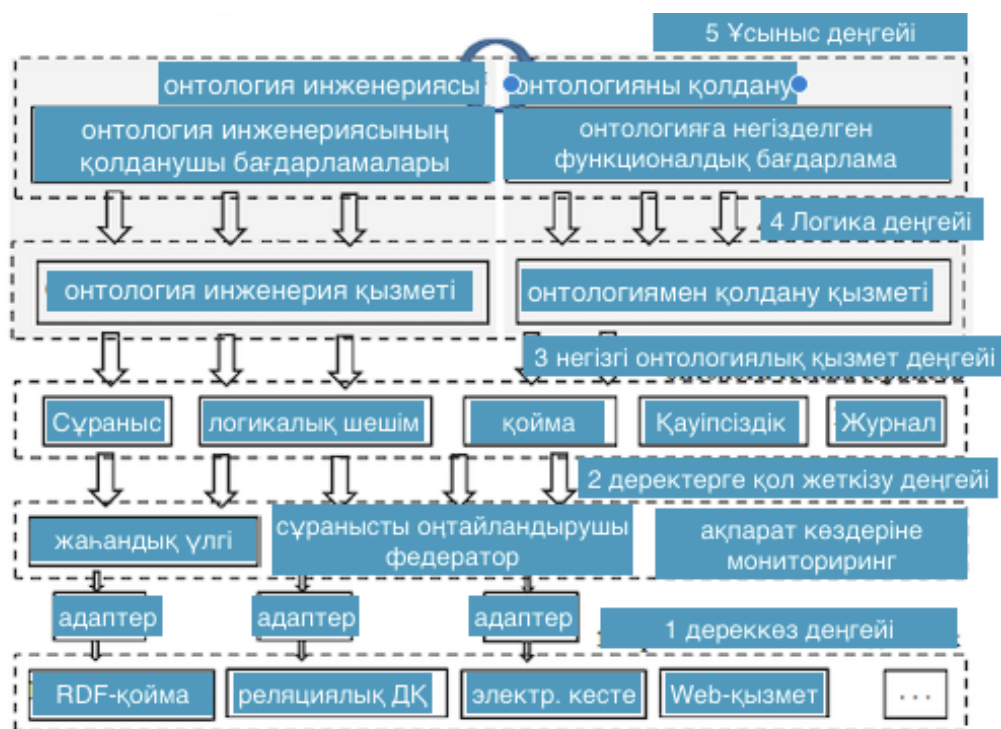 5 Ұсыныс деңгейі
онтология инженериясы
онтологияны қолдану
онтология инженериясының
қолданушы бағдарламалары
онтологияға негізделген
функционалдық бағдарлама
4 Логика деңгейі
онтология инженерия қызметі
онтологиямен қолдану қызметі
3 негізгі онтологиялық қызмет деңгейі
Сұраныс
логикалық шешім
қойма
Қауіпсіздік
Журнал
2 деректерге қол жеткізу деңгейі
жаһандық үлгі
сұранысты оңтайландырушы
федератор
ақпарат көздеріне
мониториринг
адаптер
адаптер
адаптер
1 дереккөз деңгейі
RDF-қойма
реляциялық ДҚ
электр. кесте
Web-қызмет
...